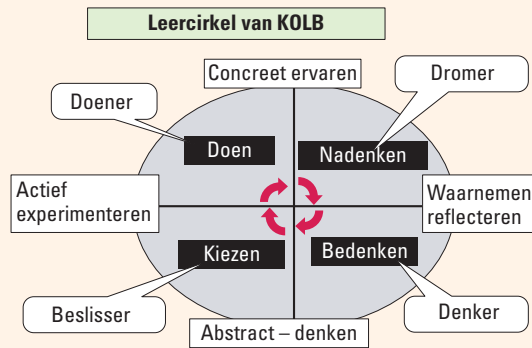 Leercirkel van KOLB
Concreet ervaren
Dromer
Doener
Doen
Nadenken
Actief
experimenteren
Waarnemen
reflecteren
Kiezen
Bedenken
Beslisser
Denker
Abstract – denken